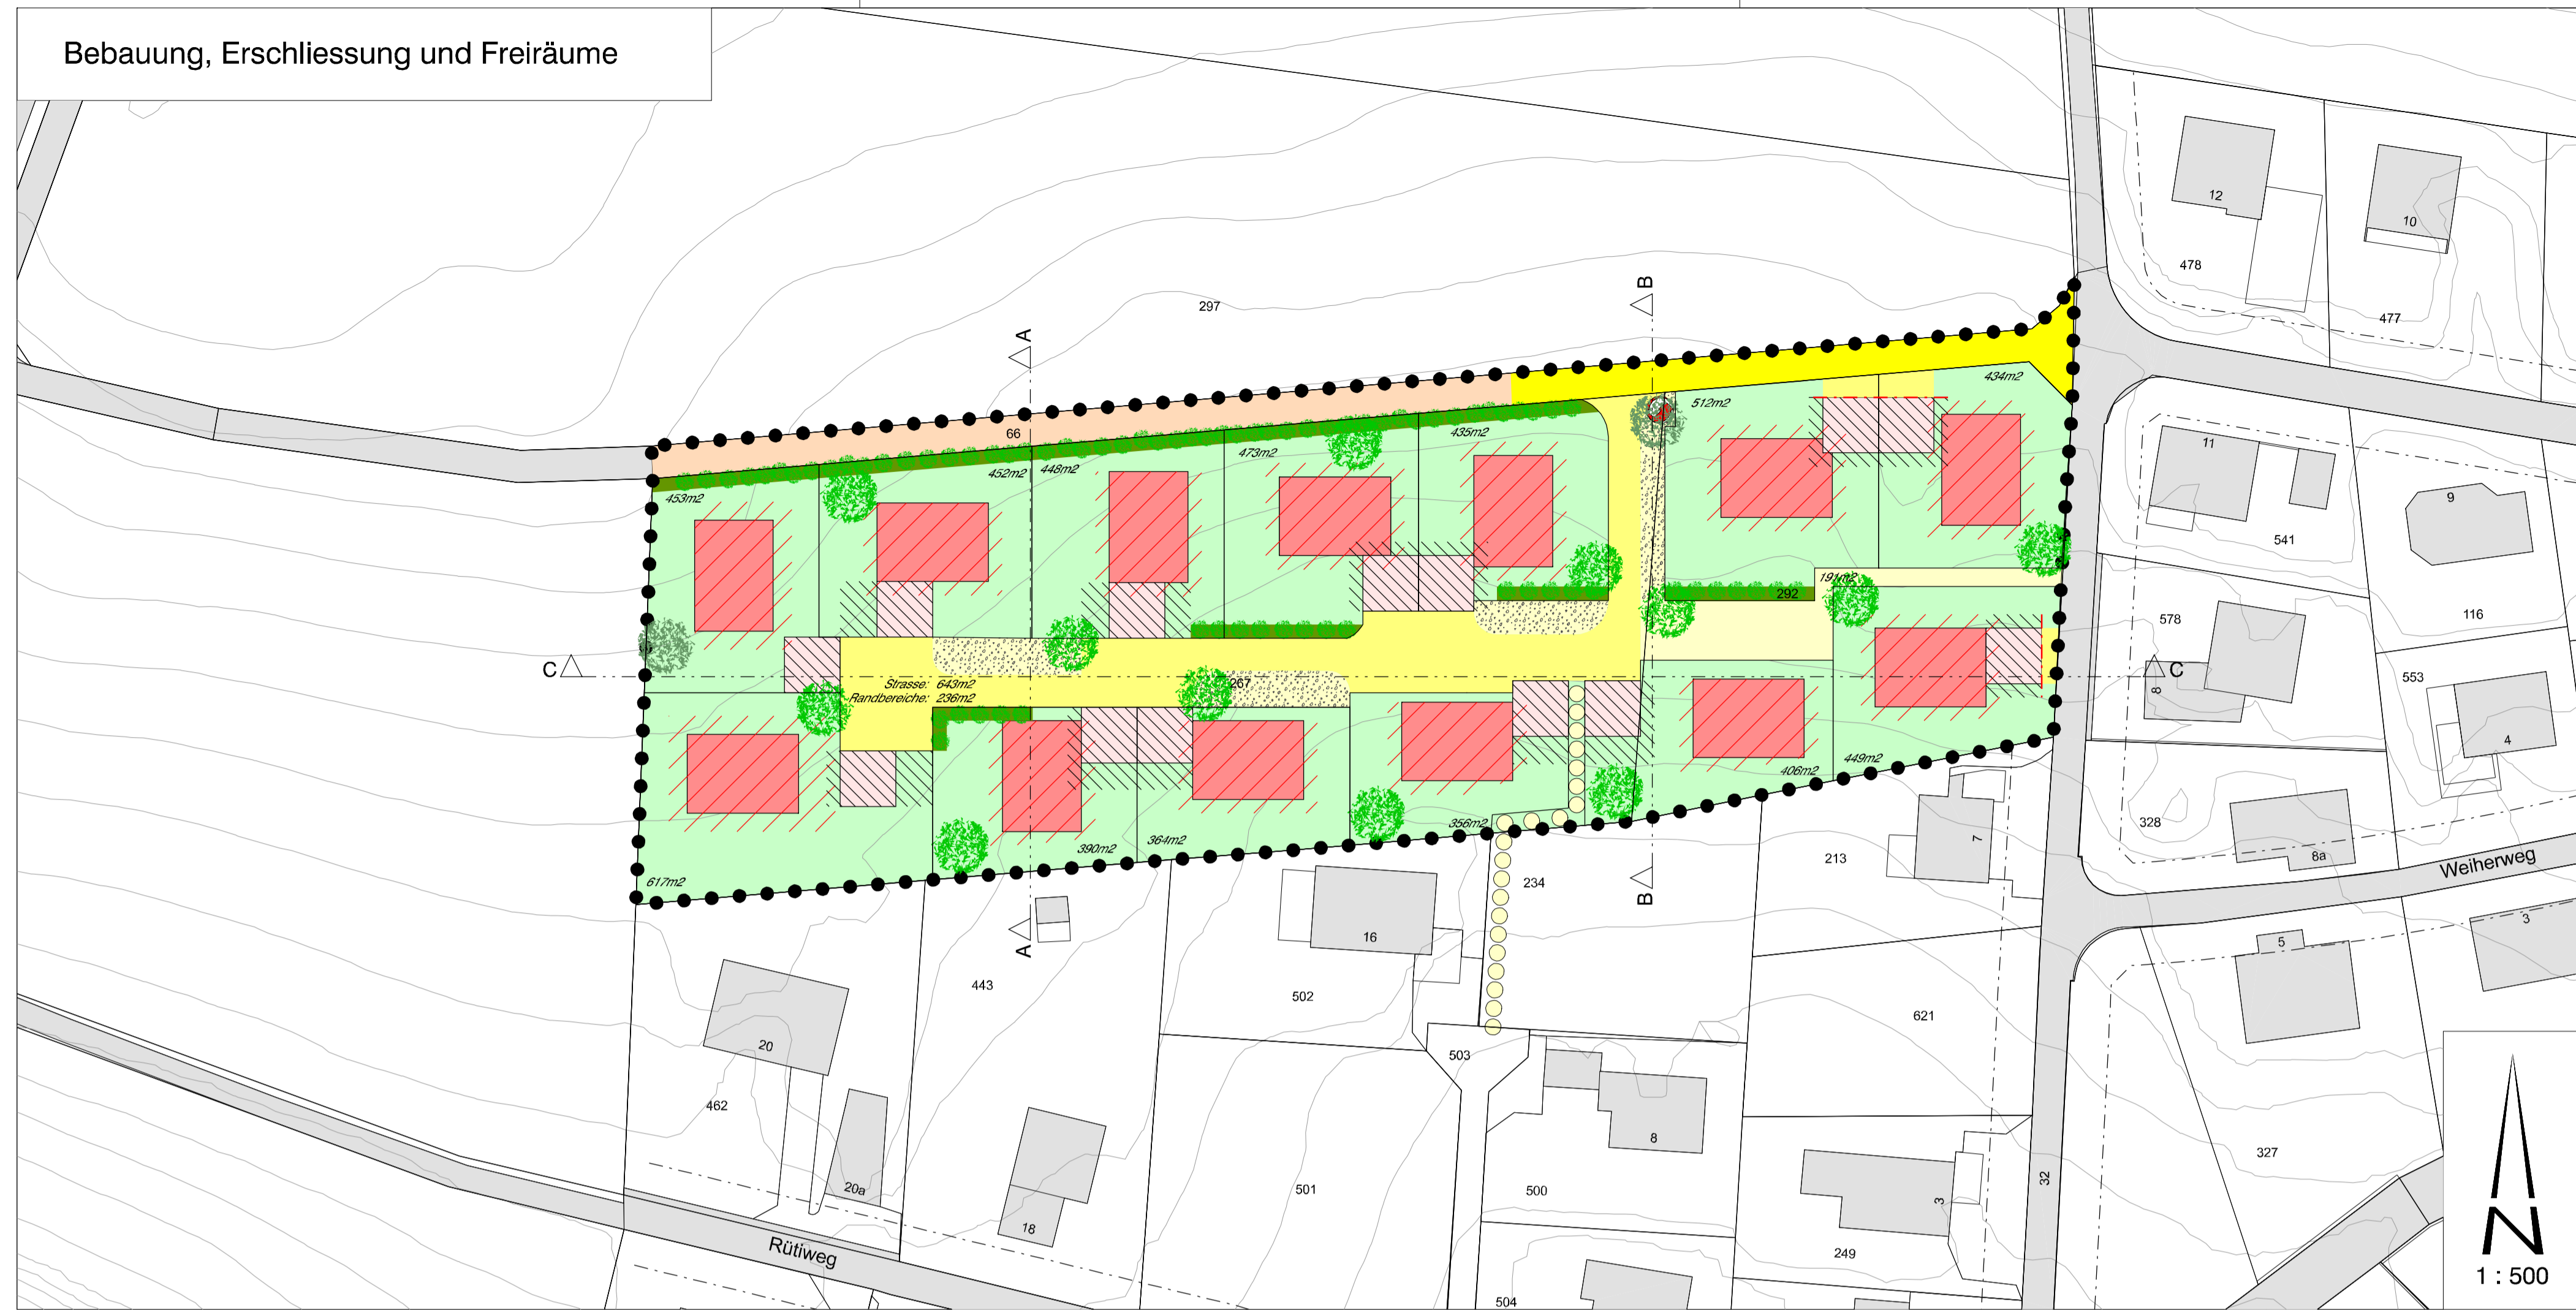 Bebauung, Erschliessung und Freiräume
12
10
478
477
B
297
A
434m2
512m2
66
435m2
473m2
452m2
448m2
453m2
11
9
541
191m2
292
116
578
553
C
C
8
Strasse: 643m2
Randbereiche: 236m2
267
4
449m2
406m2
356m2
364m2
390m2
617m2
328
8a
7
213
234
Weiherweg
B
A
16
443
502
5
3
621
503
20
462
8
327
32
20a
501
500
3
18
249
Rütiweg
504
N
1 : 500